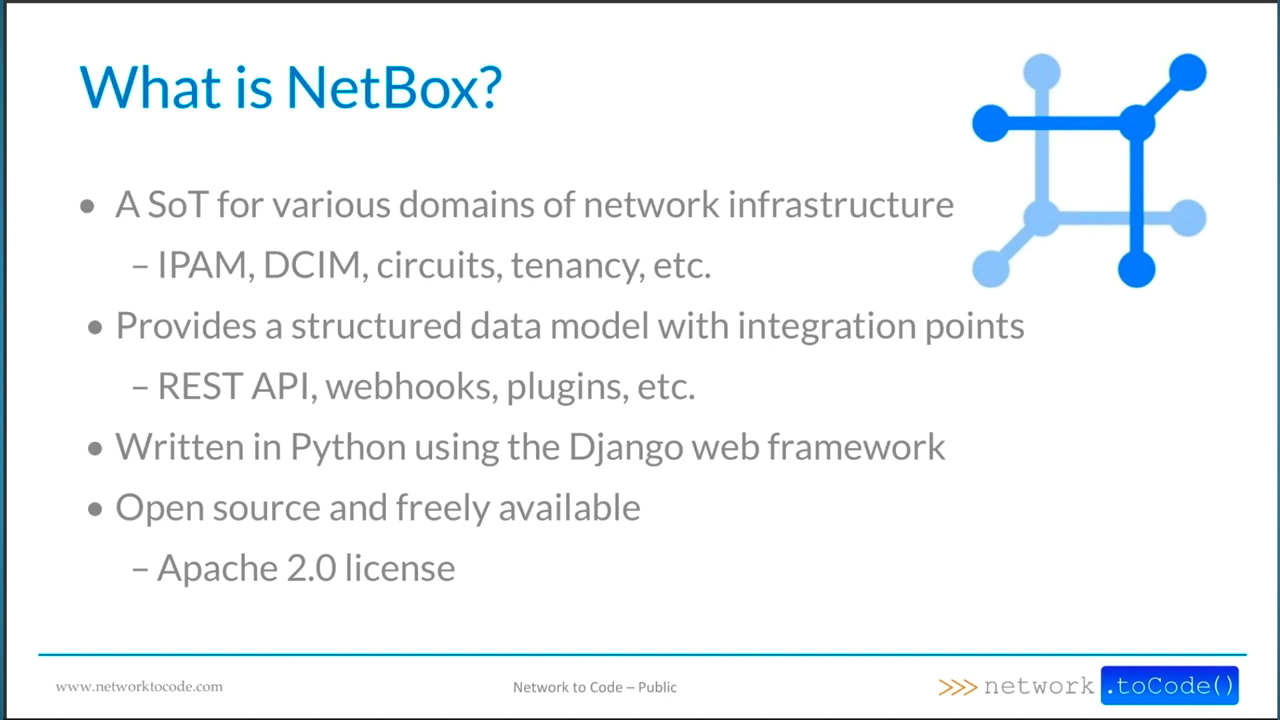 What is NetBox?
• A SoT for various domains of network infrastructure
– IPAM, DCIM, circuits, tenancy, etc.
• Provides a structured data model with integration points
– REST API, webhooks, plugins, etc.
• Written in Python using the Django web framework
• Open source and freely available
– Apache 2.0 license
www.networktocode.com
Network to Code – Public
>>> network .toCode()